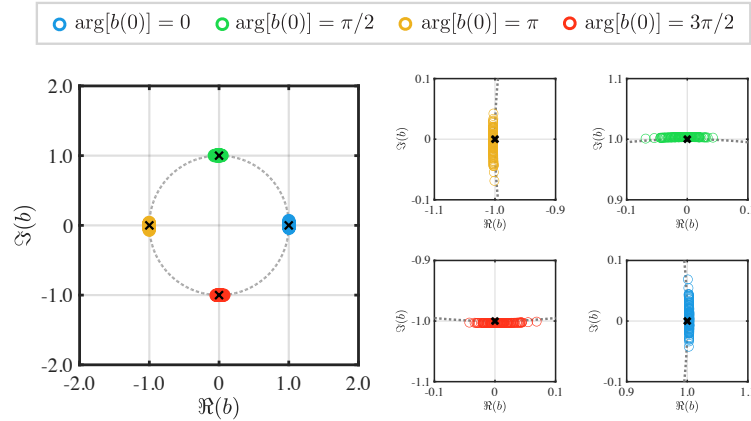 arg[b(0)] = 0 arg[b(0)] = π/2 arg[b(0)] = π arg[b(0)] = 3π/2
2.0
1.0
0
-1.0
-2.0
ℑ(b)
-2.0 -1.0 0 1.0 2.0
ℜ(b)
0.1
0
-0.1
ℑ(b)
-1.1 -1.0 -0.9
ℜ(b)
1.1
1.0
0.9
ℑ(b)
-0.1 0 0.1
ℜ(b)
-0.9
-1.0
-1.1
ℑ(b)
-0.1 0 0.1
ℜ(b)
0.1
0
-0.1
ℑ(b)
0.9 1.0 1.
ℜ(b)